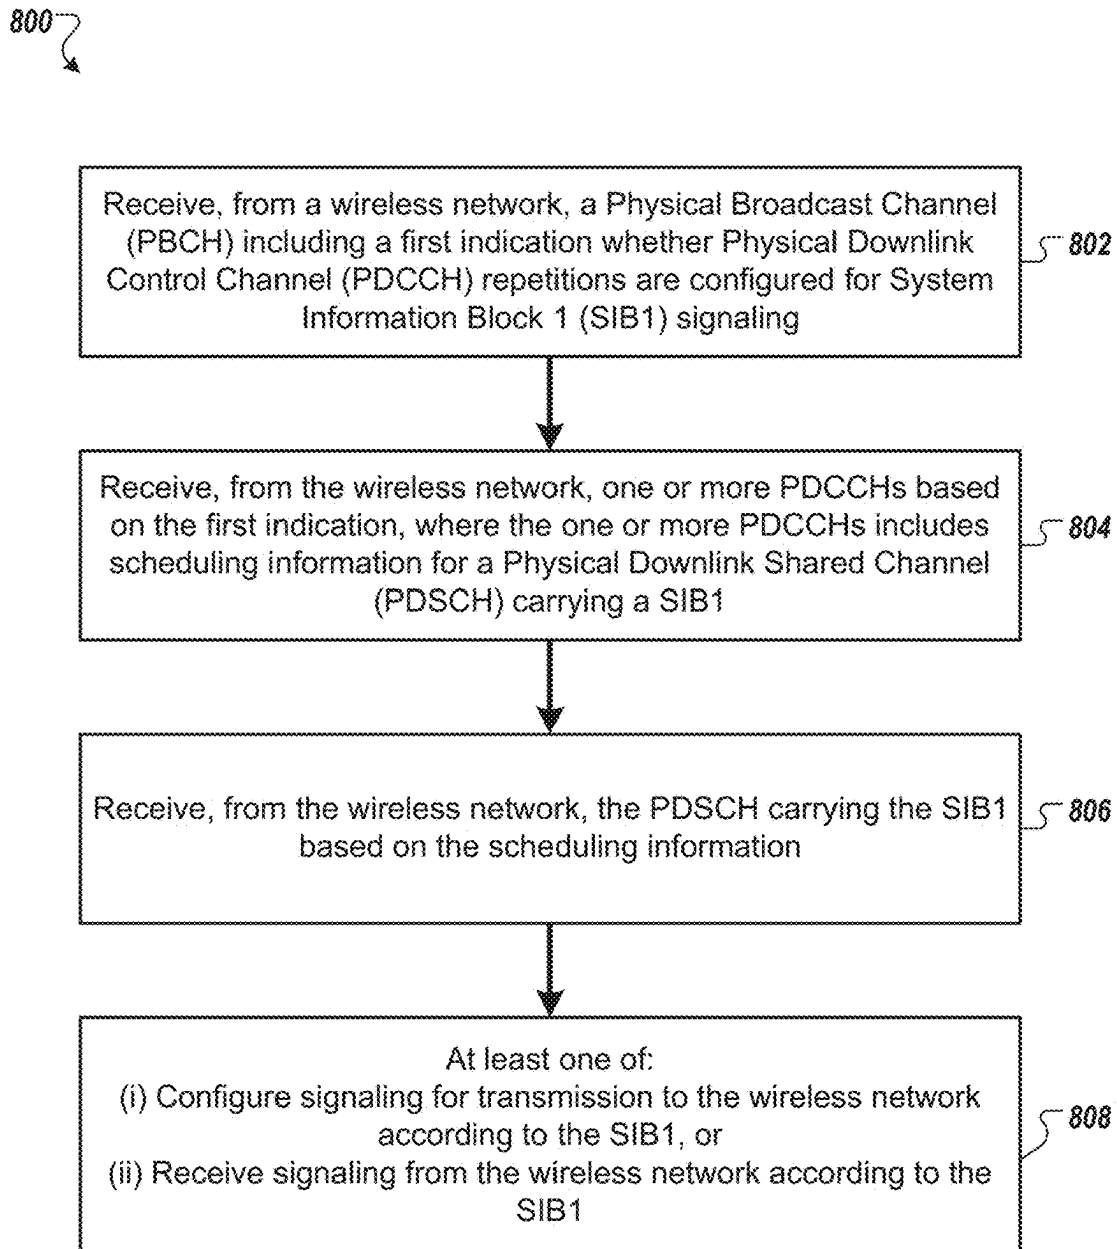 800
Receive, from a wireless network, a Physical Broadcast Channel
(PBCH) including a first indication whether Physical Downlink
Control Channel (PDCCH) repetitions are configured for System
Information Block 1 (SIB1) signaling
802
Receive, from the wireless network, one or more PDCCHs based
on the first indication, where the one or more PDCCHs includes
scheduling information for a Physical Downlink Shared Channel
(PDSCH) carrying a SIB1
804
Receive, from the wireless network, the PDSCH carrying the SIB1
based on the scheduling information
806
At least one of:
(i) Configure signaling for transmission to the wireless network
according to the SIB1, or
(ii) Receive signaling from the wireless network according to the
SIB1
808